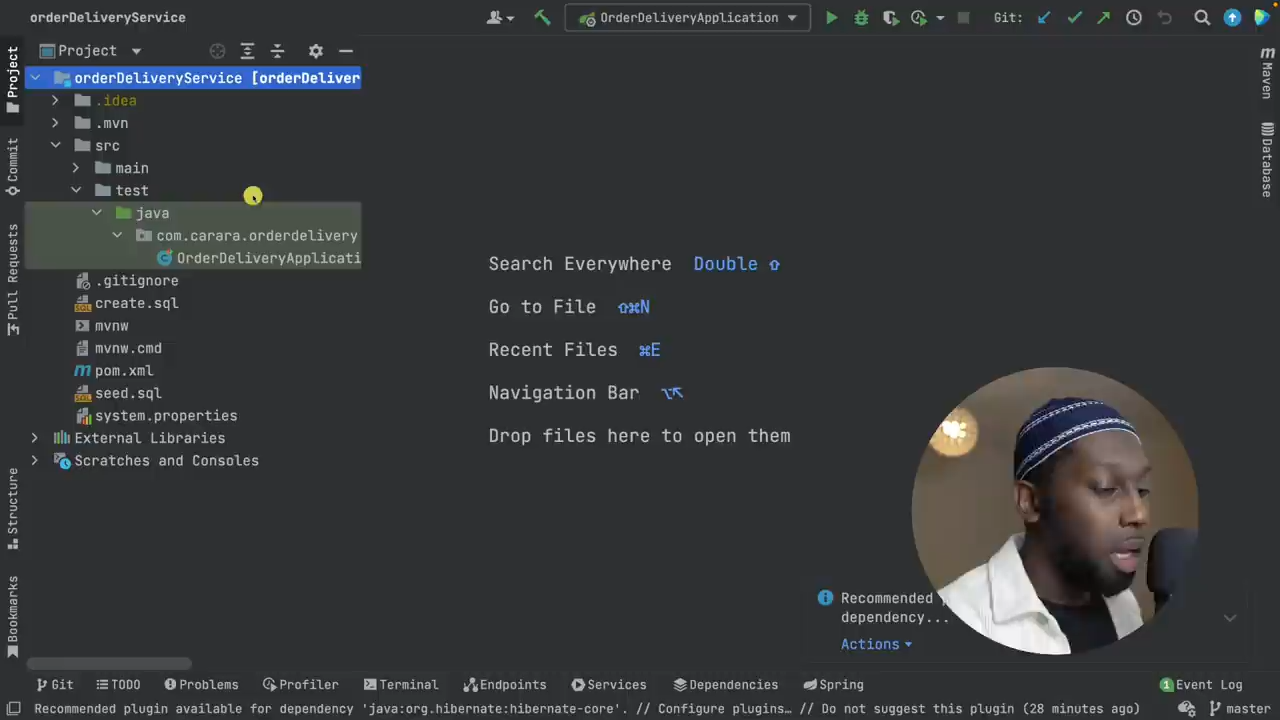 orderDeliveryService
OrderDeliveryApplication
Git:
Project
Project
Commit
Pull Requests
Structure
Bookmarks
orderDeliveryService [orderDeliver
.idea
.mvn
src
main
test
java
com.carara.orderdelivery
OrderDeliveryApplicati
.gitignore
create.sql
mvnw
mvnw.cmd
pom.xml
seed.sql
system.properties
External Libraries
Scratches and Consoles
Search Everywhere Double ⇧
Go to File ⇧⌘N
Recent Files ⌘E
Navigation Bar ⌥↖
Drop files here to open them
Maven
Database
Recommended
dependency...
Actions
Git
TODO
Problems
Profiler
Terminal
Endpoints
Services
Dependencies
Spring
1 Event Log
Recommended plugin available for dependency 'java:org.hibernate:hibernate-core'. // Configure plugins… // Do not suggest this plugin (28 minutes ago)
master